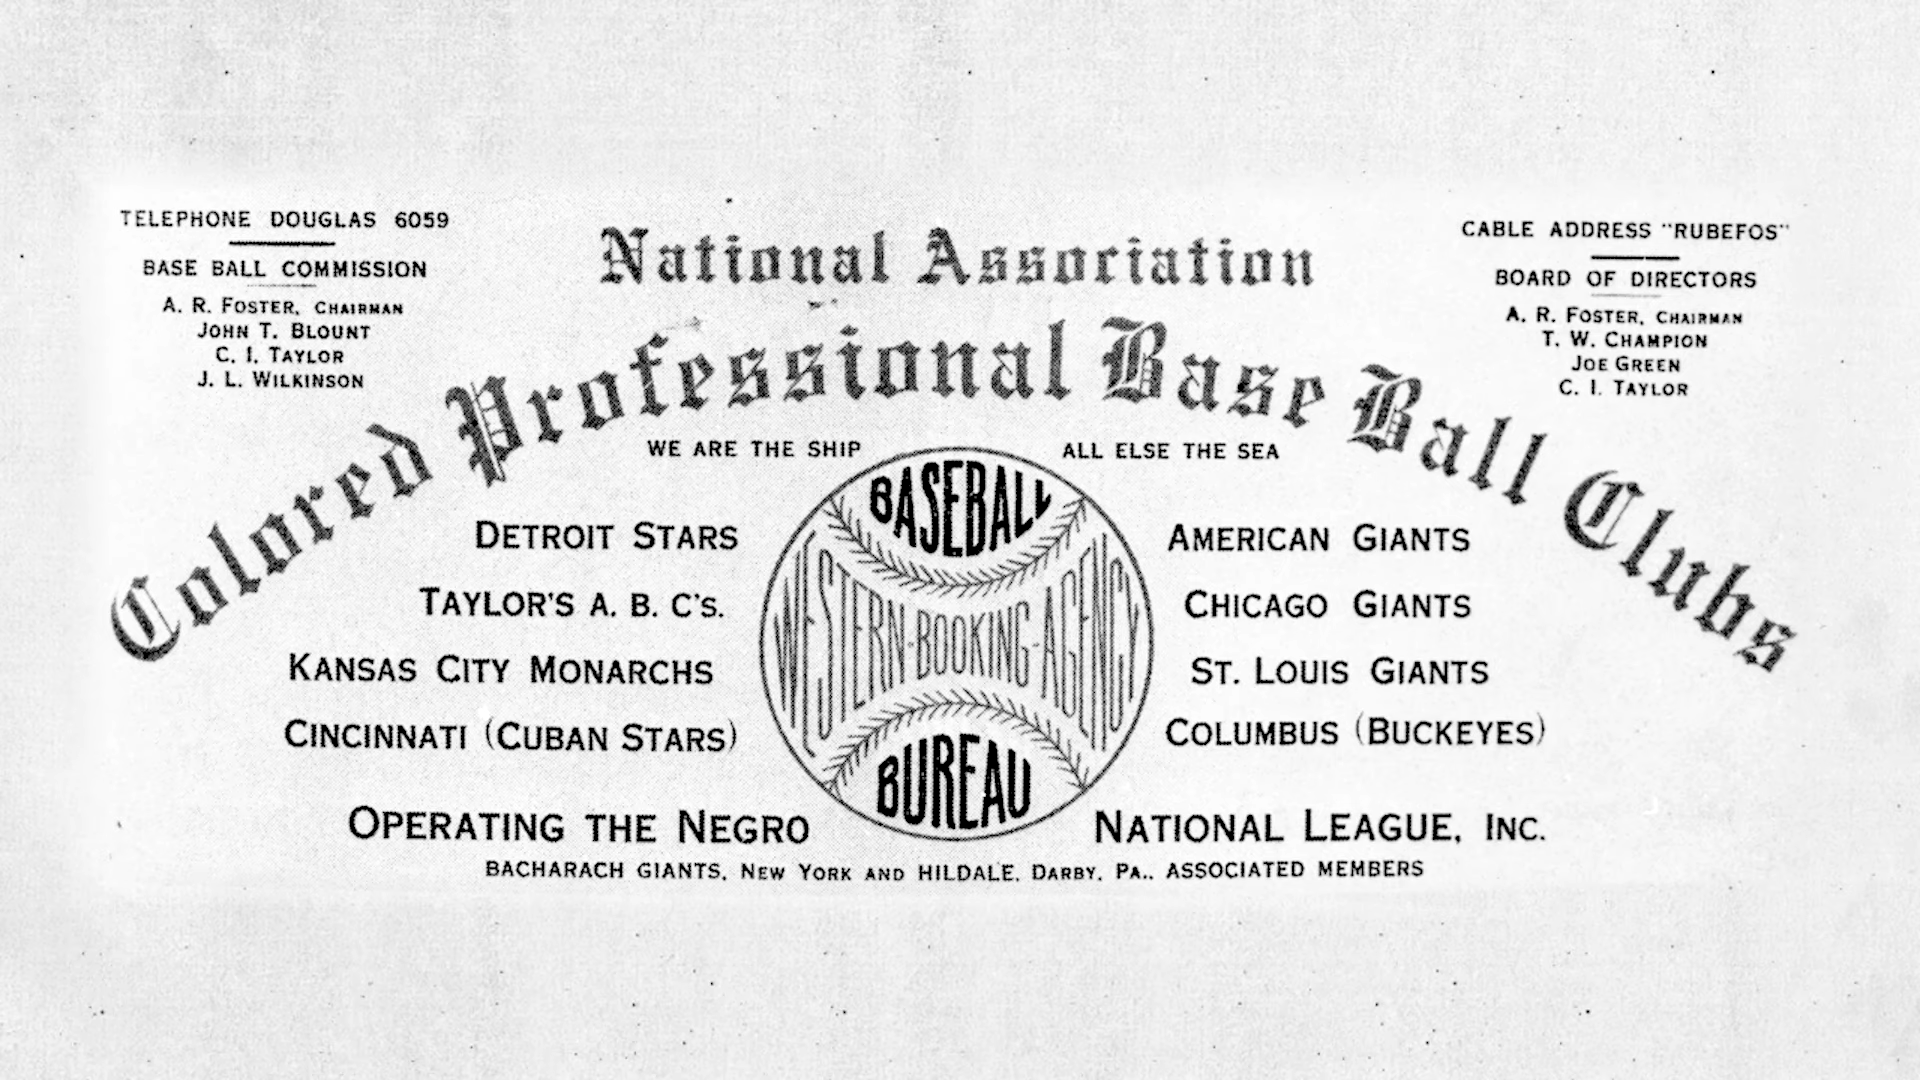 TELEPHONE DOUGLAS 6059
BASE BALL COMMISSION
A. R. FOSTER, CHAIRMAN
JOHN T. BLOUNT
C. I. TAYLOR
J. L. WILKINSON
CABLE ADDRESS "RUBEFOS"
BOARD OF DIRECTORS
A. R. FOSTER, CHAIRMAN
T. W. CHAMPION
JOE GREEN
C. I. TAYLOR
National Association
Colored Professional Base Ball Clubs
WE ARE THE SHIP
ALL ELSE THE SEA
DETROIT STARS
TAYLOR'S A. B. C's.
KANSAS CITY MONARCHS
CINCINNATI (CUBAN STARS)
BASEBALL
WESTERN-BOOKING-AGENCY
BUREAU
AMERICAN GIANTS
CHICAGO GIANTS
ST. LOUIS GIANTS
COLUMBUS (BUCKEYES)
OPERATING THE NEGRO NATIONAL LEAGUE, INC.
BACHARACH GIANTS, NEW YORK AND HILDALE, DARBY, PA., ASSOCIATED MEMBERS